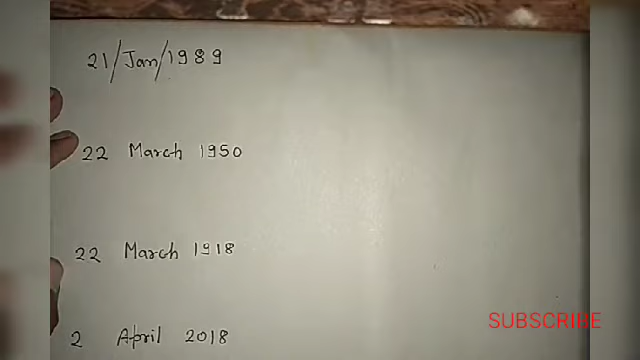 21/Jan/1989
22 March 1950
22 March 1918
SUBSCRIBE
2 April 2018